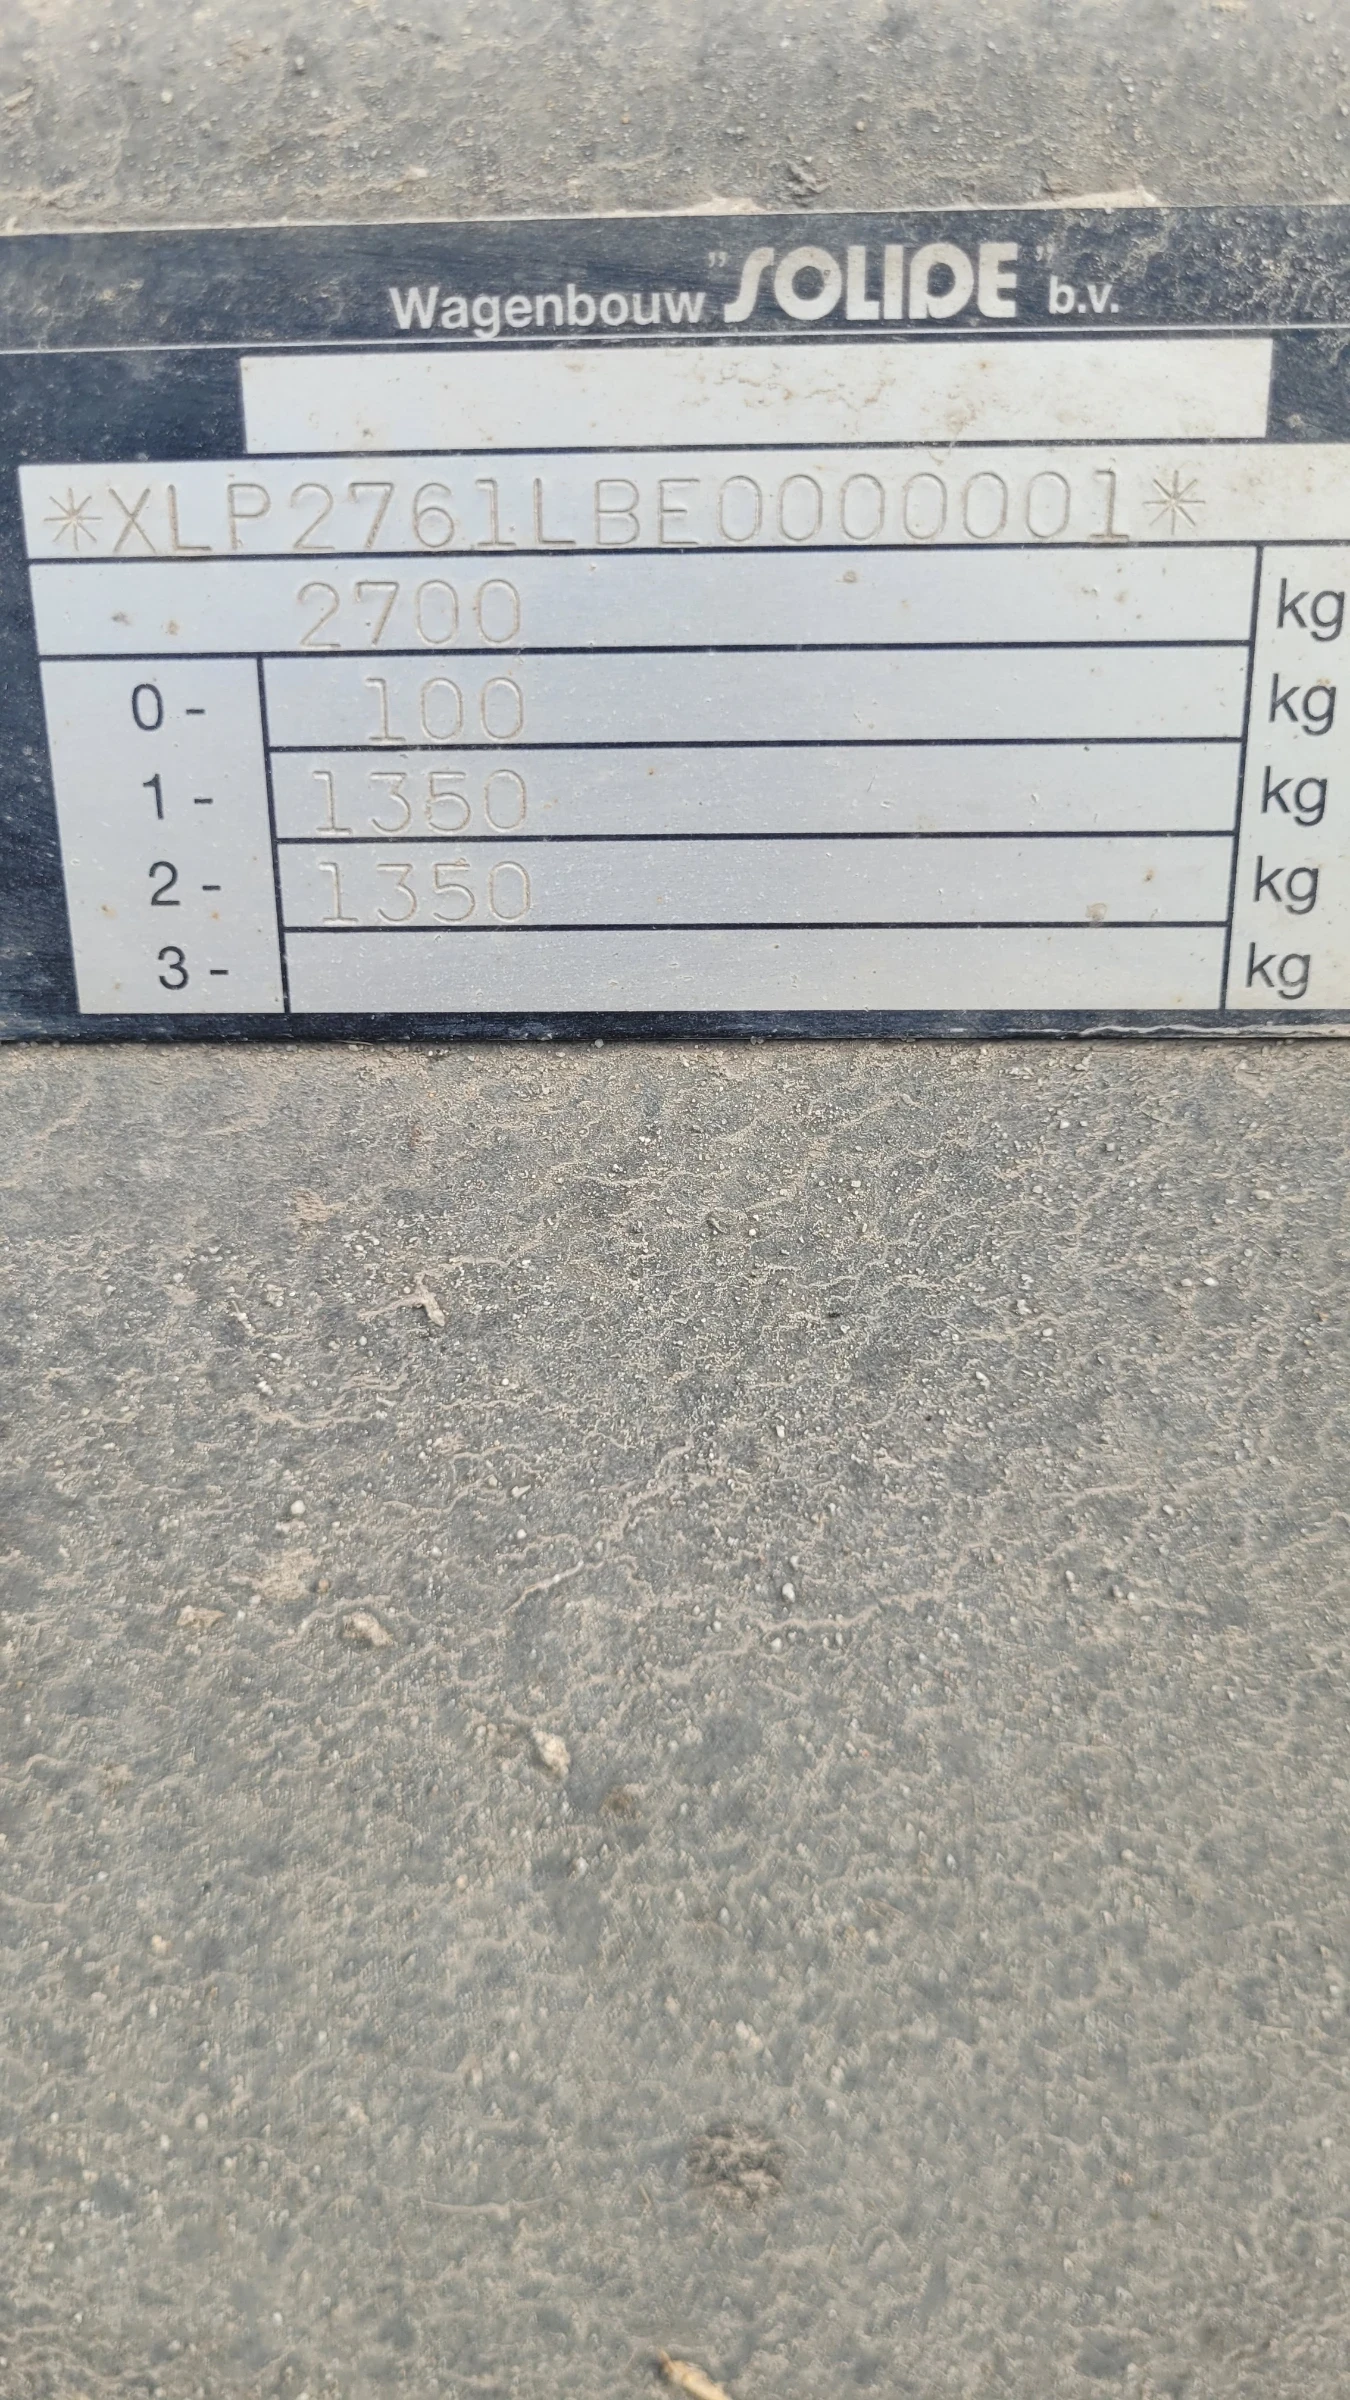 Wagenbouw "SOLIDE" b.v.
*XLP2761LBE0000001*
2700 kg
0- 100 kg
1- 1350 kg
2- 1350 kg
3- kg